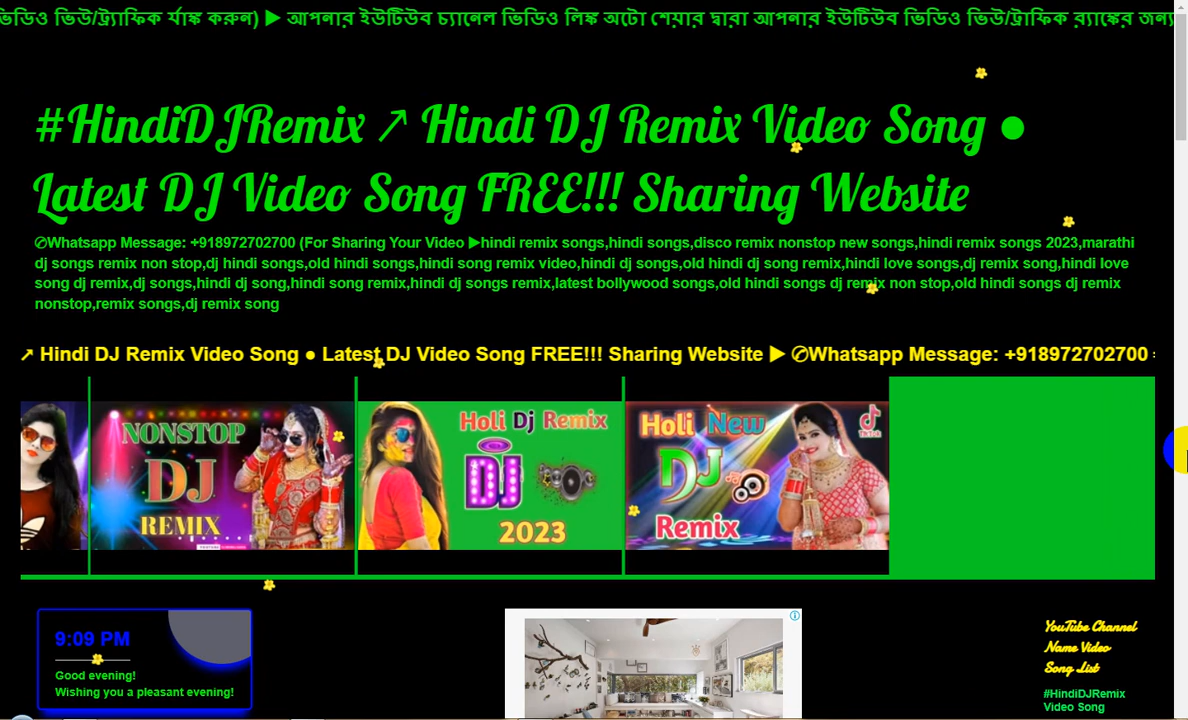 ভিডিও ভিউ/ট্র্যাফিক র্যাঙ্ক করুন) ▶ আপনার ইউটিউব চ্যানেল ভিডিও লিঙ্ক অটো শেয়ার দ্বারা আপনার ইউটিউব ভিডিও ভিউ/ট্রাফিক র‍্যাঙ্কের জন্য
#HindiDJRemix ↗ Hindi DJ Remix Video Song ●
Latest DJ Video Song FREE!!! Sharing Website
✆Whatsapp Message: +918972702700 (For Sharing Your Video ▶hindi remix songs,hindi songs,disco remix nonstop new songs,hindi remix songs 2023,marathi
dj songs remix non stop,dj hindi songs,old hindi songs,hindi song remix video,hindi dj songs,old hindi dj song remix,hindi love songs,dj remix song,hindi love
song dj remix,dj songs,hindi dj song,hindi song remix,hindi dj songs remix,latest bollywood songs,old hindi songs dj remix non stop,old hindi songs dj remix
nonstop,remix songs,dj remix song
↗ Hindi DJ Remix Video Song ● Latest DJ Video Song FREE!!! Sharing Website ▶ ✆Whatsapp Message: +918972702700
NONSTOP
DJ
REMIX
Holi Dj Remix
DJ
2023
Holi New
DJ
Remix
TikTok
9:09 PM
Good evening!
Wishing you a pleasant evening!
YouTube Channel
Name Video
Song List
#HindiDJRemix
Video Song